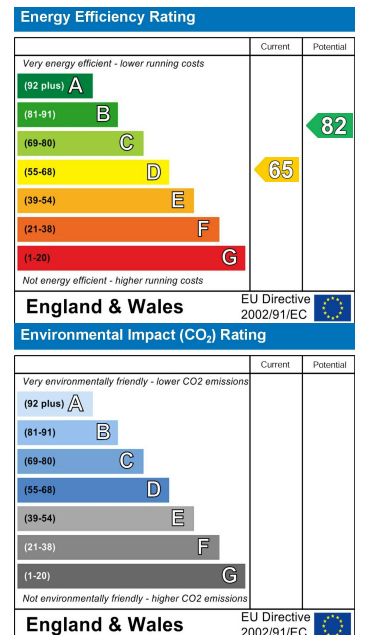 Energy Efficiency Rating
Current Potential
Very energy efficient - lower running costs
(92 plus) A
(81-91) B
82
(69-80) C
(55-68) D
65
(39-54) E
(21-38) F
(1-20) G
Not energy efficient - higher running costs
England & Wales
EU Directive
2002/91/EC
Environmental Impact (CO₂) Rating
Current Potential
Very environmentally friendly - lower CO2 emissions
(92 plus) A
(81-91) B
(69-80) C
(55-68) D
(39-54) E
(21-38) F
(1-20) G
Not environmentally friendly - higher CO2 emissions
England & Wales
EU Directive
2002/91/EC